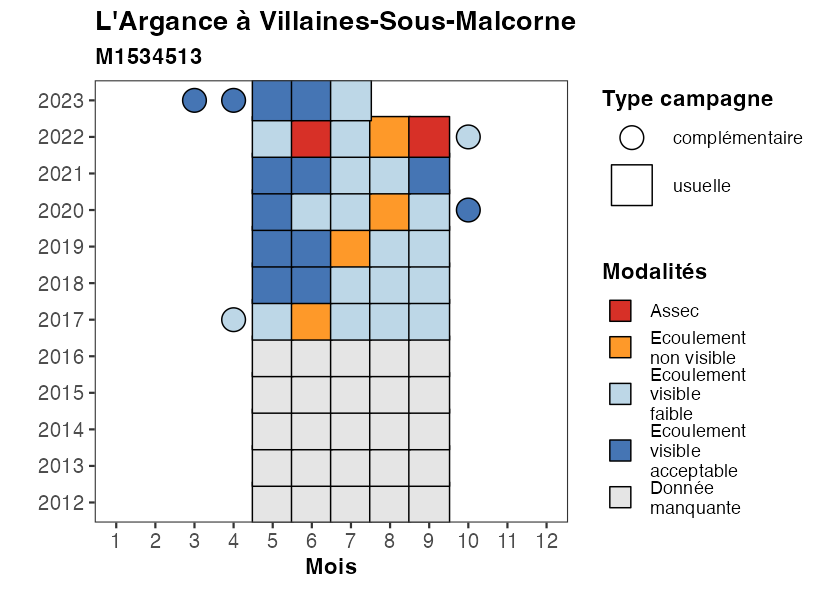 L'Argance à Villaines-Sous-Malcorne
M1534513
2023
2022
2021
2020
2019
2018
2017
2016
2015
2014
2013
2012
1 2 3 4 5 6 7 8 9 10 11 12
Mois
Type campagne
complémentaire
usuelle
Modalités
Assec
Ecoulement
non visible
Ecoulement
visible
faible
Ecoulement
visible
acceptable
Donnée
manquante